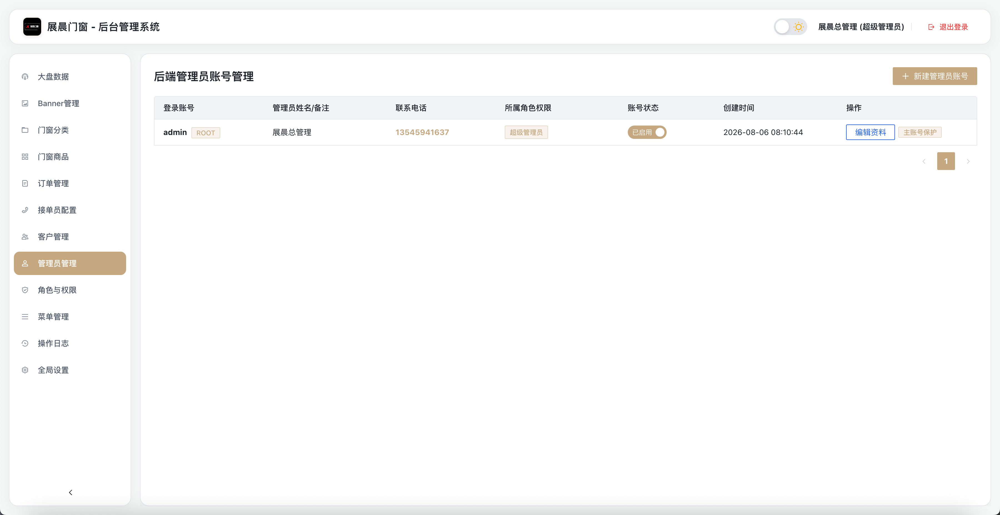 展晨门窗
展晨门窗 - 后台管理系统
展晨总管理 (超级管理员)
退出登录
大盘数据
Banner管理
门窗分类
门窗商品
订单管理
接单员配置
客户管理
管理员管理
角色与权限
菜单管理
操作日志
全局设置
后端管理员账号管理
新建管理员账号
登录账号 管理员姓名/备注 联系电话 所属角色权限 账号状态 创建时间 操作
admin ROOT 展晨总管理 13545941637 超级管理员 已启用 2026-08-06 08:10:44 编辑资料 主账号保护
1